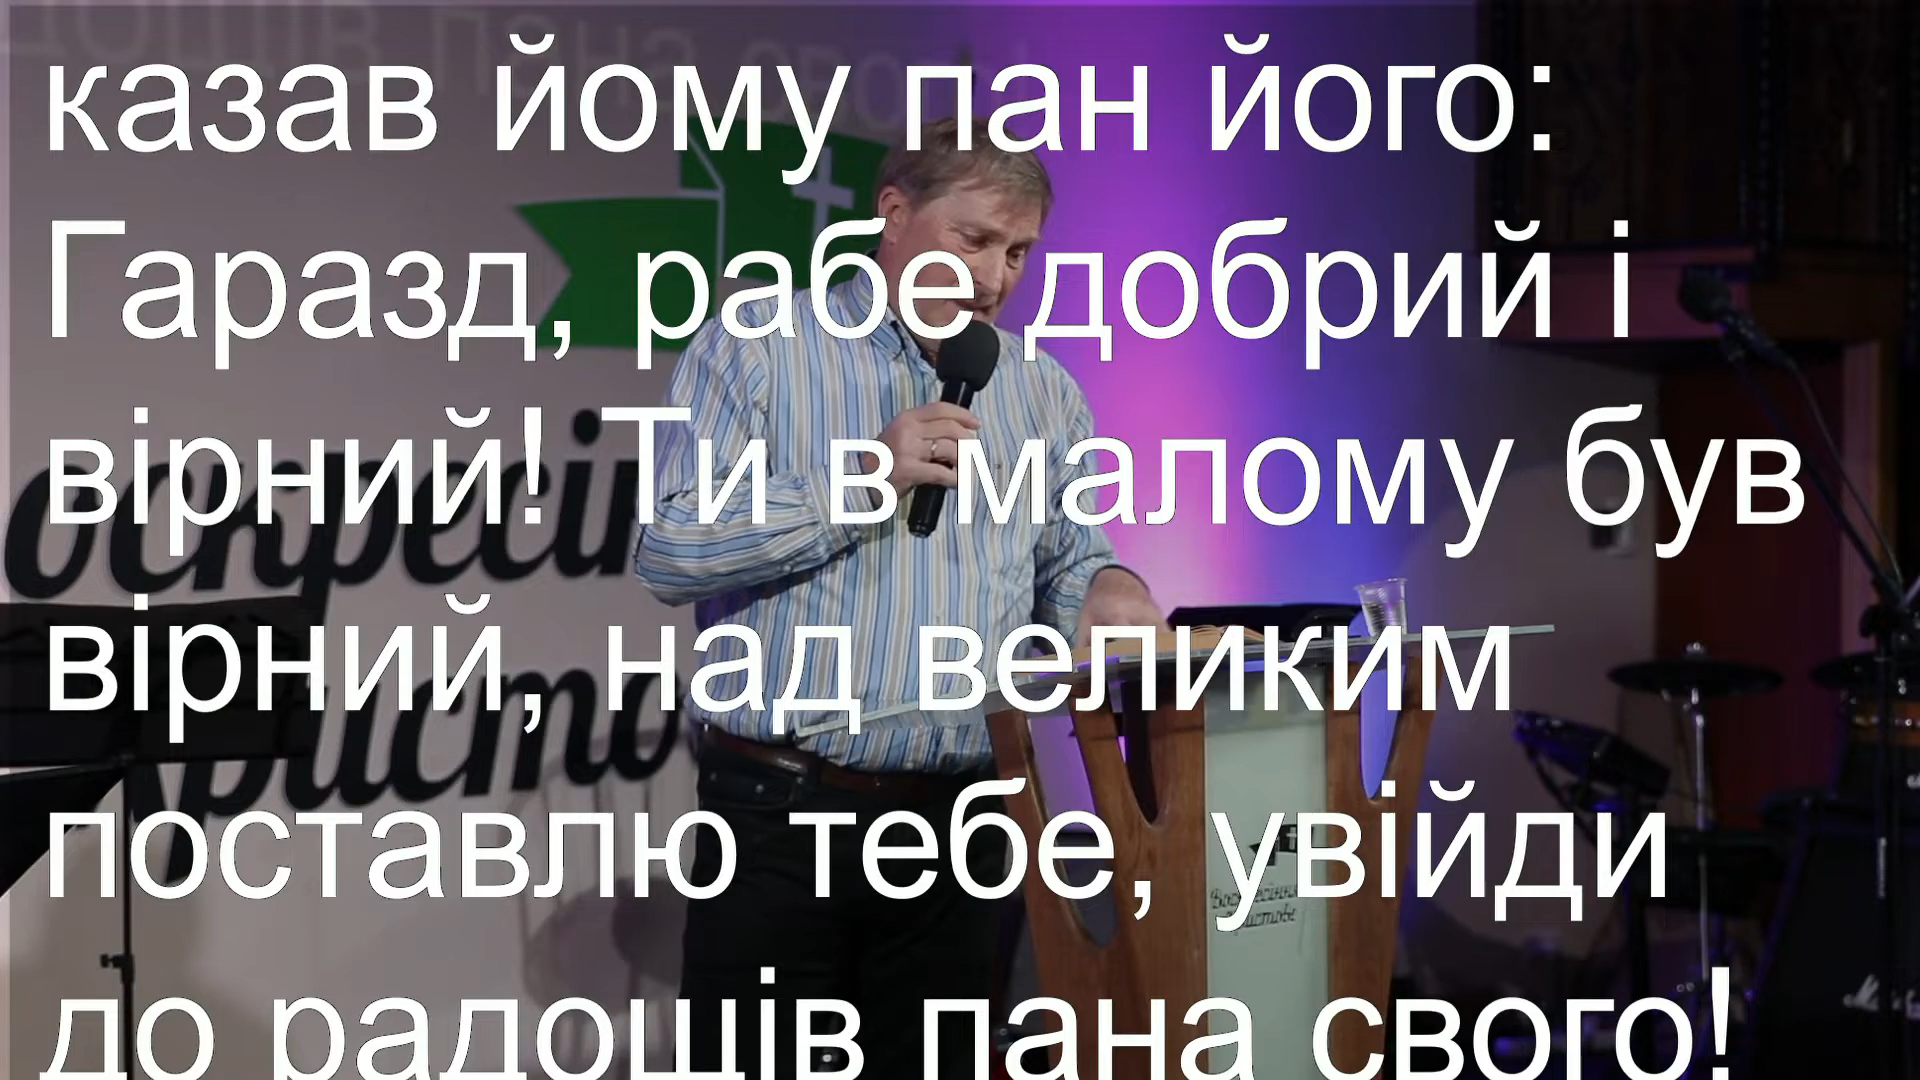 казав йому пан його:
Гаразд, рабе добрий і
вірний! Ти в малому був
вірний, над великим
поставлю тебе, увійди
до радощів пана свого!